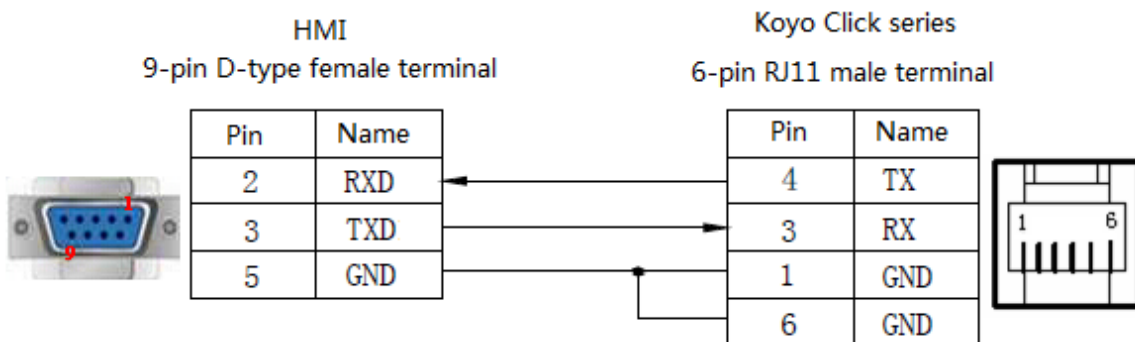 HMI
9-pin D-type female terminal
Pin Name
2 RXD
3 TXD
5 GND
1
9
Koyo Click series
6-pin RJ11 male terminal
Pin Name
4 TX
3 RX
1 GND
6 GND
1 6